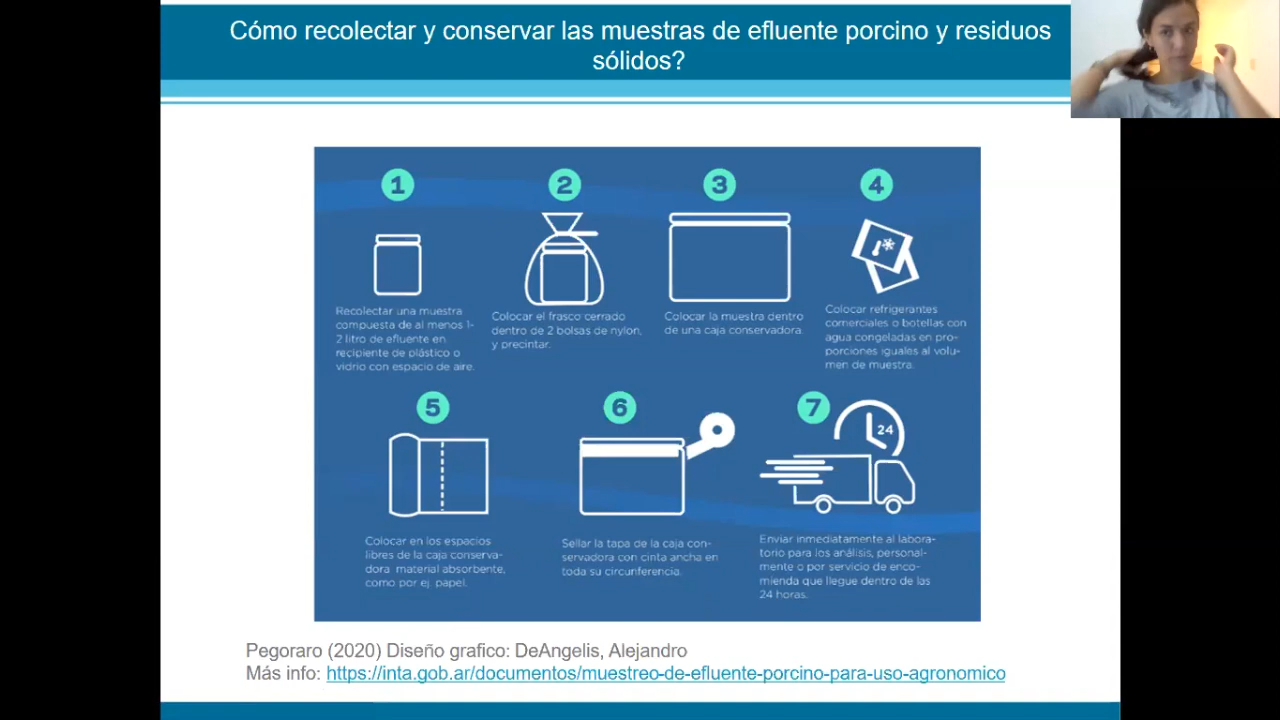 Cómo recolectar y conservar las muestras de efluente porcino y residuos
sólidos?
1
2
3
4
Recolectar una muestra
compuesta de al menos 1-
2 litro de efluente en
recipiente de plástico o
vidrio con espacio de aire.
Colocar el frasco cerrado
dentro de 2 bolsas de nylon,
y precintar.
Colocar la muestra dentro
de una caja conservadora.
Colocar refrigerantes
comerciales o botellas con
agua congeladas en pro-
porciones iguales al volu-
men de muestra.
5
6
7
24
Colocar en los espacios
libres de la caja conserva-
dora material absorbente,
como por ej. papel.
Sellar la tapa de la caja con-
servadora con cinta ancha en
toda su circunferencia.
Enviar inmediatamente al labora-
torio para los análisis, personal-
mente o por servicio de enco-
mienda que llegue dentro de las
24 horas.
Pegoraro (2020) Diseño grafico: DeAngelis, Alejandro
Más info: https://inta.gob.ar/documentos/muestreo-de-efluente-porcino-para-uso-agronomico